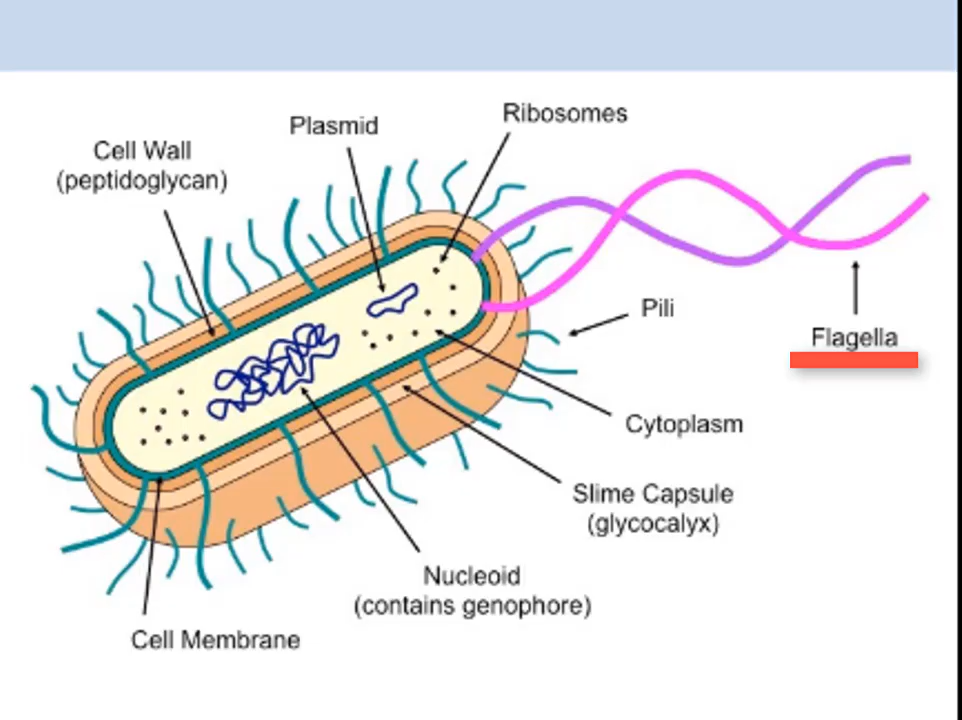 Ribosomes
Plasmid
Cell Wall
(peptidoglycan)
Pili
Flagella
Cytoplasm
Slime Capsule
(glycocalyx)
Nucleoid
(contains genophore)
Cell Membrane